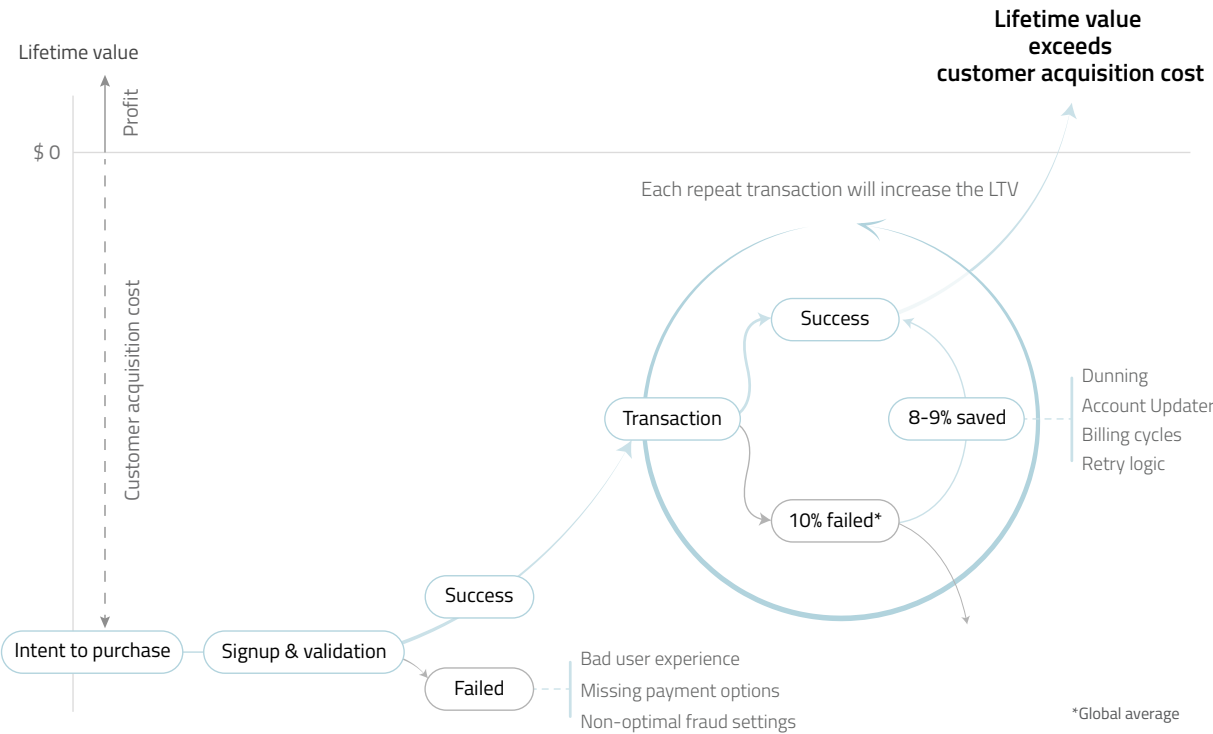 Lifetime value
exceeds
customer acquisition cost
Lifetime value
Profit
$ 0
Each repeat transaction will increase the LTV
Customer acquisition cost
Success
Transaction
8-9% saved
Dunning
Account Updater
Billing cycles
Retry logic
10% failed*
Success
Intent to purchase
Signup & validation
Failed
Bad user experience
Missing payment options
Non-optimal fraud settings
*Global average